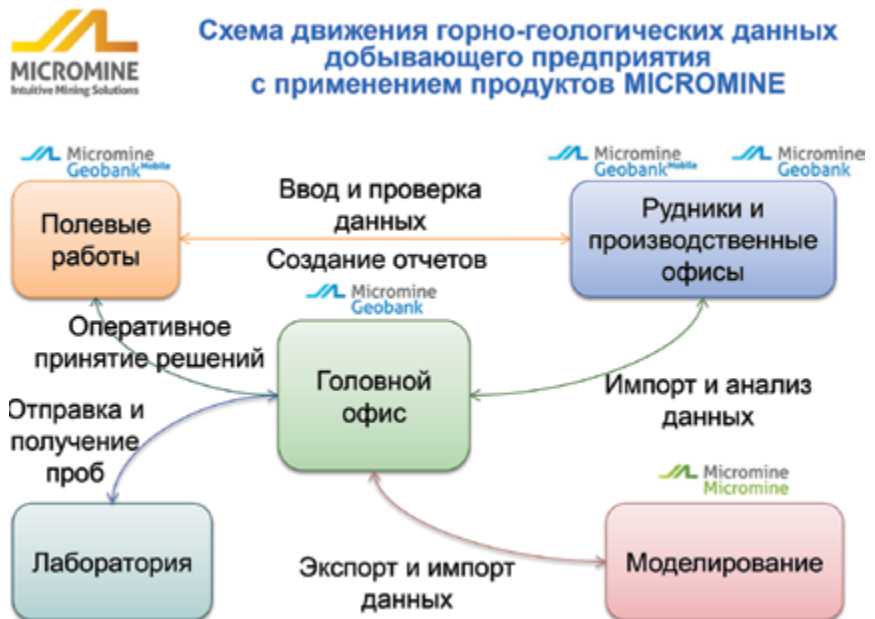 MICROMINE
Intuitive Mining Solutions
Схема движения горно-геологических данных
добывающего предприятия
с применением продуктов MICROMINE
Micromine
Geobank Mobile
Micromine
Geobank Mobile
Micromine
Geobank
Полевые
работы
Ввод и проверка
данных
Создание отчетов
Рудники и
производственные
офисы
Micromine
Geobank
Оперативное
принятие решений
Головной
офис
Импорт и анализ
данных
Отправка и
получение
проб
Micromine
Micromine
Лаборатория
Экспорт и импорт
данных
Моделирование